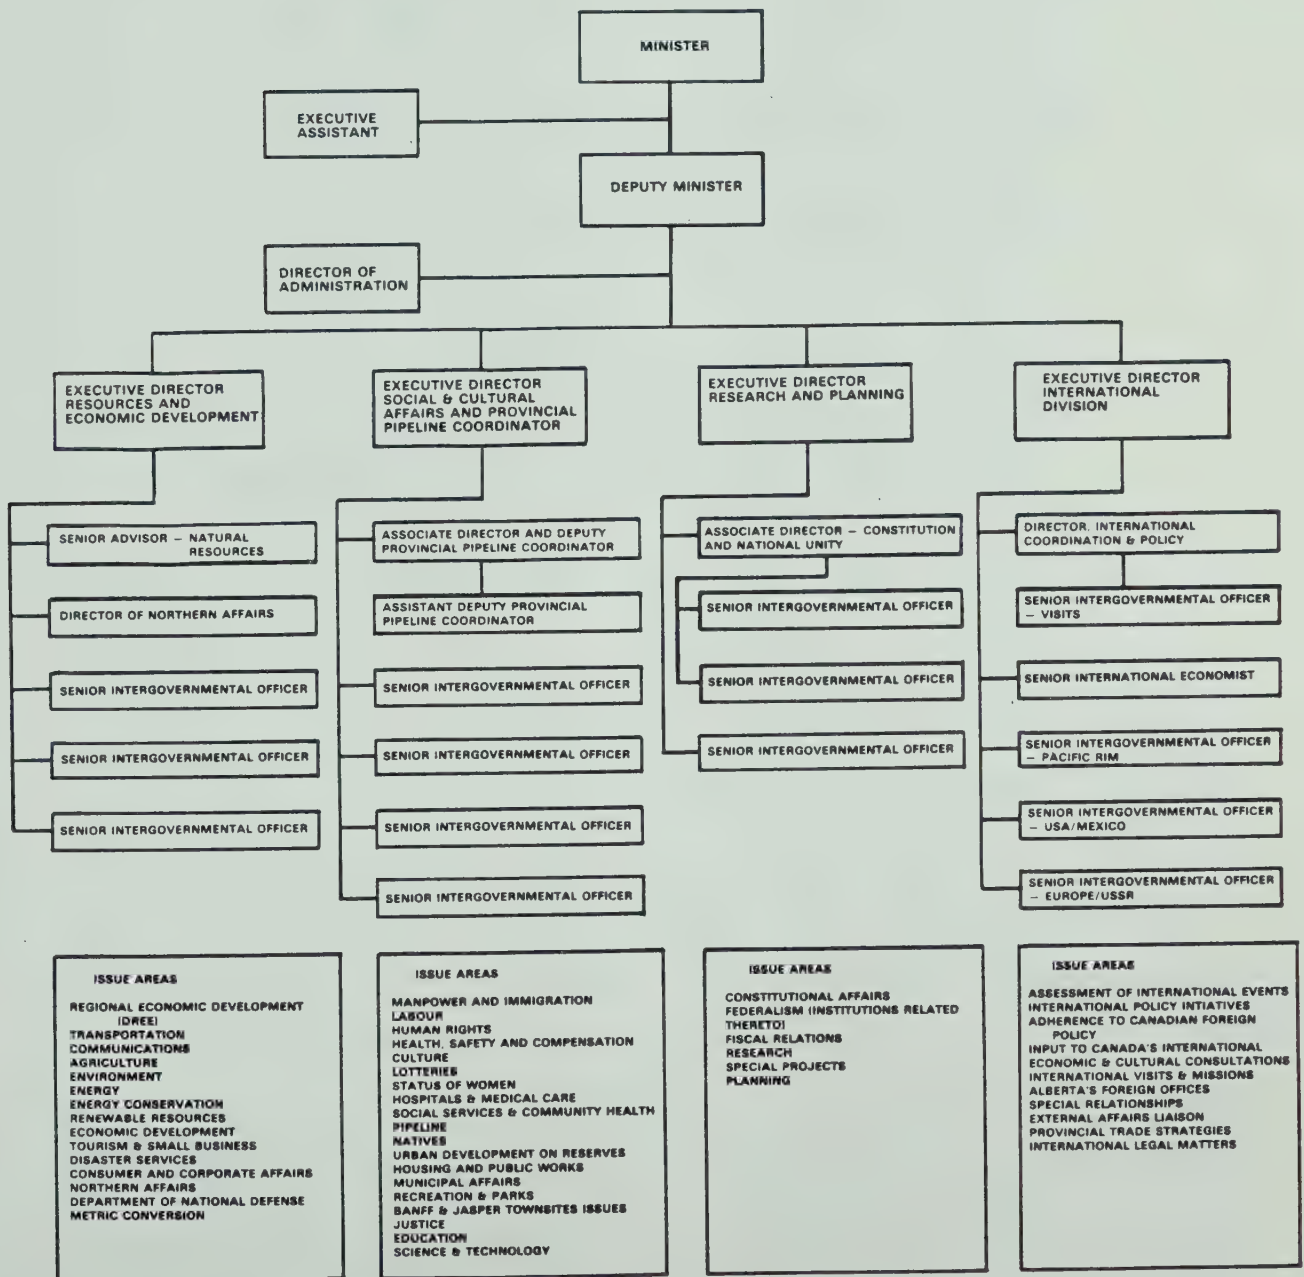 MINISTER
EXECUTIVE
ASSISTANT
DEPUTY MINISTER
DIRECTOR OF
ADMINISTRATION
EXECUTIVE DIRECTOR
RESOURCES AND
ECONOMIC DEVELOPMENT
SENIOR ADVISOR – NATURAL
RESOURCES
DIRECTOR OF NORTHERN AFFAIRS
SENIOR INTERGOVERNMENTAL OFFICER
SENIOR INTERGOVERNMENTAL OFFICER
SENIOR INTERGOVERNMENTAL OFFICER
EXECUTIVE DIRECTOR
SOCIAL & CULTURAL
AFFAIRS AND PROVINCIAL
PIPELINE COORDINATOR
ASSOCIATE DIRECTOR AND DEPUTY
PROVINCIAL PIPELINE COORDINATOR
ASSISTANT DEPUTY PROVINCIAL
PIPELINE COORDINATOR
SENIOR INTERGOVERNMENTAL OFFICER
SENIOR INTERGOVERNMENTAL OFFICER
SENIOR INTERGOVERNMENTAL OFFICER
SENIOR INTERGOVERNMENTAL OFFICER
EXECUTIVE DIRECTOR
RESEARCH AND PLANNING
ASSOCIATE DIRECTOR – CONSTITUTION
AND NATIONAL UNITY
SENIOR INTERGOVERNMENTAL OFFICER
SENIOR INTERGOVERNMENTAL OFFICER
SENIOR INTERGOVERNMENTAL OFFICER
EXECUTIVE DIRECTOR
INTERNATIONAL
DIVISION
DIRECTOR, INTERNATIONAL
COORDINATION & POLICY
SENIOR INTERGOVERNMENTAL OFFICER
– VISITS
SENIOR INTERNATIONAL ECONOMIST
SENIOR INTERGOVERNMENTAL OFFICER
– PACIFIC RIM
SENIOR INTERGOVERNMENTAL OFFICER
– USA/MEXICO
SENIOR INTERGOVERNMENTAL OFFICER
– EUROPE/USSR
ISSUE AREAS
REGIONAL ECONOMIC DEVELOPMENT
(DREE)
TRANSPORTATION
COMMUNICATIONS
AGRICULTURE
ENVIRONMENT
ENERGY
ENERGY CONSERVATION
RENEWABLE RESOURCES
ECONOMIC DEVELOPMENT
TOURISM & SMALL BUSINESS
DISASTER SERVICES
CONSUMER AND CORPORATE AFFAIRS
NORTHERN AFFAIRS
DEPARTMENT OF NATIONAL DEFENSE
METRIC CONVERSION
ISSUE AREAS
MANPOWER AND IMMIGRATION
LABOUR
HUMAN RIGHTS
HEALTH, SAFETY AND COMPENSATION
CULTURE
LOTTERIES
STATUS OF WOMEN
HOSPITALS & MEDICAL CARE
SOCIAL SERVICES & COMMUNITY HEALTH
PIPELINE
NATIVES
URBAN DEVELOPMENT ON RESERVES
HOUSING AND PUBLIC WORKS
MUNICIPAL AFFAIRS
RECREATION & PARKS
BANFF & JASPER TOWNSITES ISSUES
JUSTICE
EDUCATION
SCIENCE & TECHNOLOGY
ISSUE AREAS
CONSTITUTIONAL AFFAIRS
FEDERALISM (INSTITUTIONS RELATED
THERETO)
FISCAL RELATIONS
RESEARCH
SPECIAL PROJECTS
PLANNING
ISSUE AREAS
ASSESSMENT OF INTERNATIONAL EVENTS
INTERNATIONAL POLICY INTIATIVES
ADHERENCE TO CANADIAN FOREIGN
POLICY
INPUT TO CANADA'S INTERNATIONAL
ECONOMIC & CULTURAL CONSULTATIONS
INTERNATIONAL VISITS & MISSIONS
ALBERTA'S FOREIGN OFFICES
SPECIAL RELATIONSHIPS
EXTERNAL AFFAIRS LIAISON
PROVINCIAL TRADE STRATEGIES
INTERNATIONAL LEGAL MATTERS